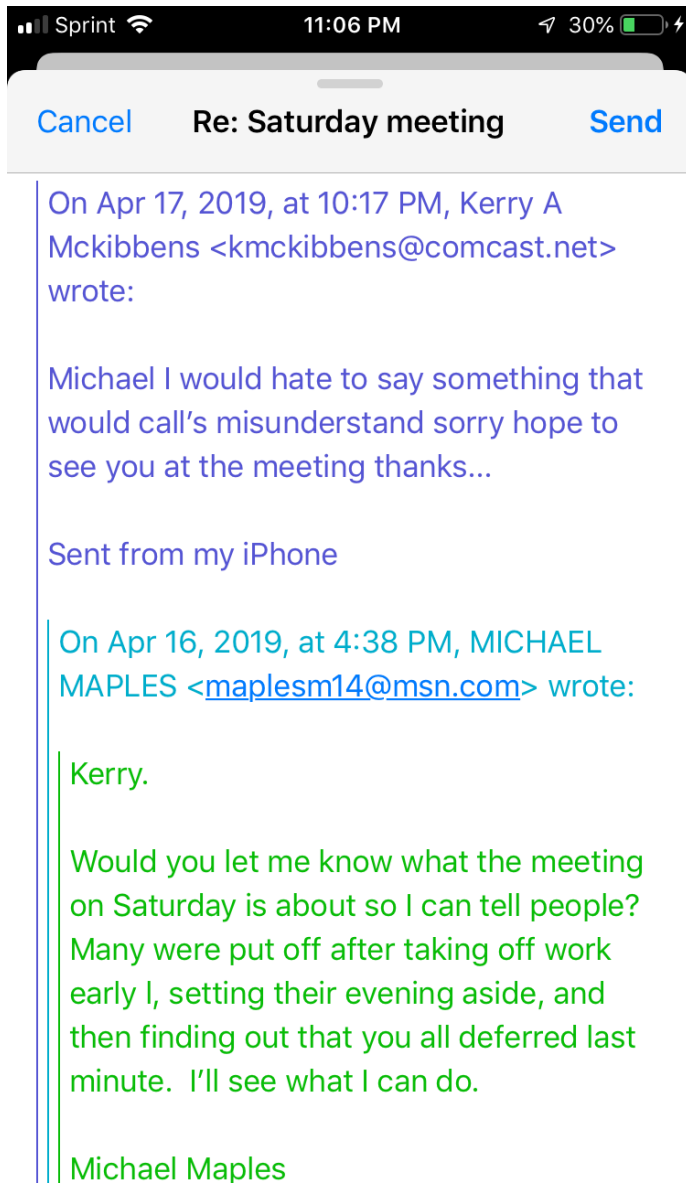 Sprint 11:06 PM 30%
Cancel Re: Saturday meeting Send
On Apr 17, 2019, at 10:17 PM, Kerry A
Mckibbens <kmckibbens@comcast.net>
wrote:
Michael I would hate to say something that
would call’s misunderstand sorry hope to
see you at the meeting thanks...
Sent from my iPhone
On Apr 16, 2019, at 4:38 PM, MICHAEL
MAPLES <maplesm14@msn.com> wrote:
Kerry.
Would you let me know what the meeting
on Saturday is about so I can tell people?
Many were put off after taking off work
early I, setting their evening aside, and
then finding out that you all deferred last
minute.  I’ll see what I can do.
Michael Maples